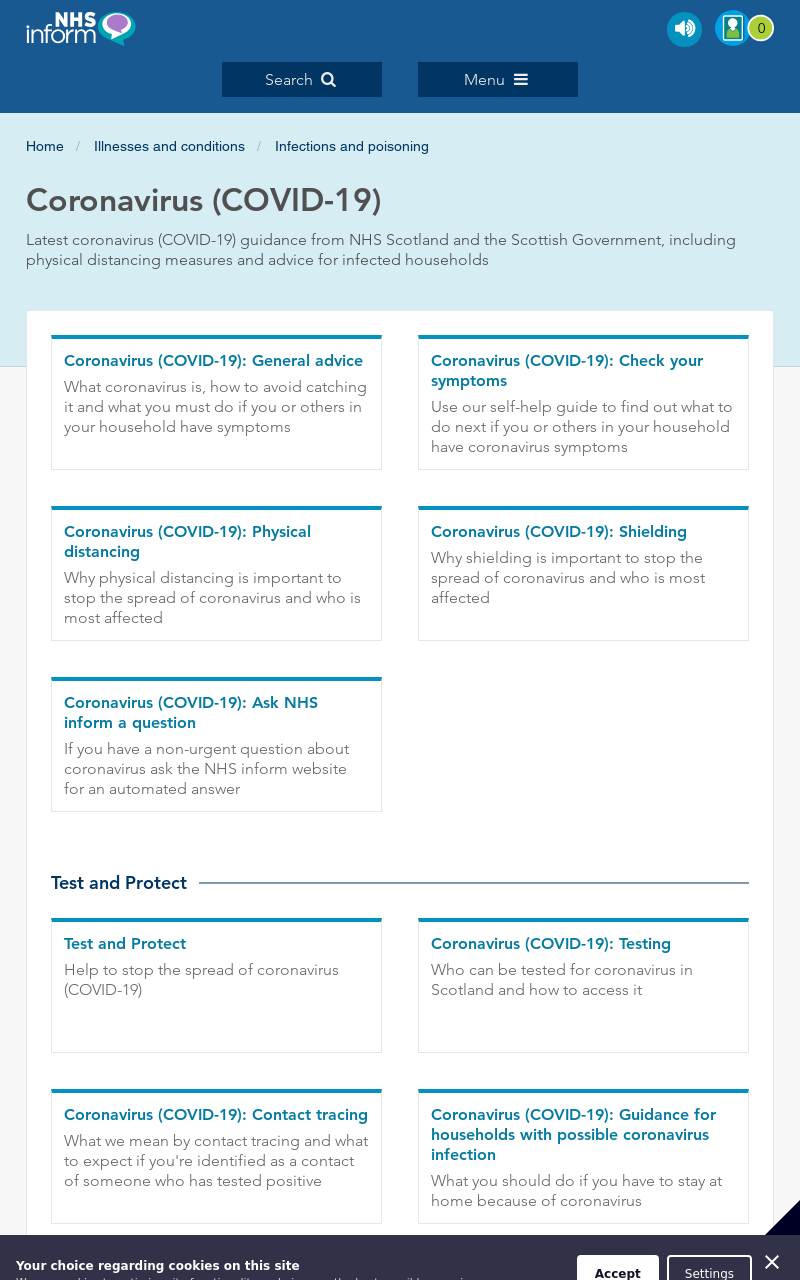 NHS
inform
0
Search
Menu
Home / Illnesses and conditions / Infections and poisoning
Coronavirus (COVID-19)
Latest coronavirus (COVID-19) guidance from NHS Scotland and the Scottish Government, including
physical distancing measures and advice for infected households
Coronavirus (COVID-19): General advice
What coronavirus is, how to avoid catching
it and what you must do if you or others in
your household have symptoms
Coronavirus (COVID-19): Check your
symptoms
Use our self-help guide to find out what to
do next if you or others in your household
have coronavirus symptoms
Coronavirus (COVID-19): Physical
distancing
Why physical distancing is important to
stop the spread of coronavirus and who is
most affected
Coronavirus (COVID-19): Shielding
Why shielding is important to stop the
spread of coronavirus and who is most
affected
Coronavirus (COVID-19): Ask NHS
inform a question
If you have a non-urgent question about
coronavirus ask the NHS inform website
for an automated answer
Test and Protect
Test and Protect
Help to stop the spread of coronavirus
(COVID-19)
Coronavirus (COVID-19): Testing
Who can be tested for coronavirus in
Scotland and how to access it
Coronavirus (COVID-19): Contact tracing
What we mean by contact tracing and what
to expect if you're identified as a contact
of someone who has tested positive
Coronavirus (COVID-19): Guidance for
households with possible coronavirus
infection
What you should do if you have to stay at
home because of coronavirus
Your choice regarding cookies on this site
Accept
Settings